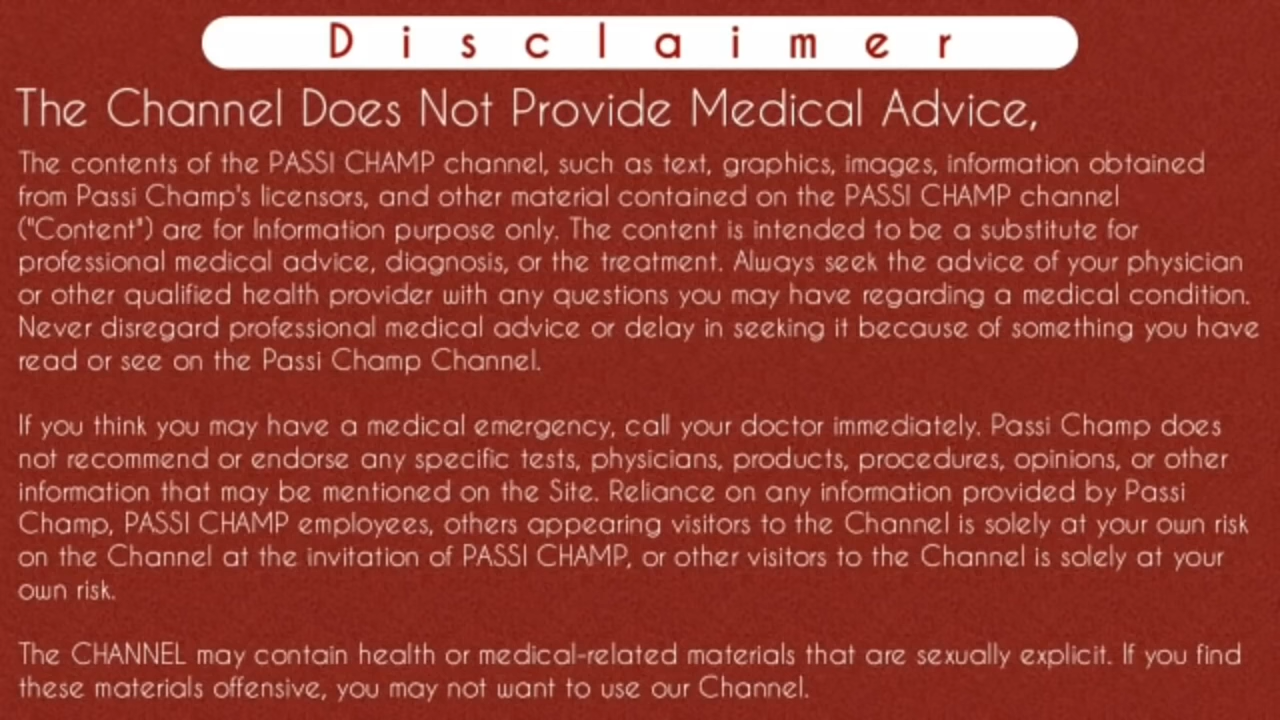 Disclaimer
The Channel Does Not Provide Medical Advice,
The contents of the PASSI CHAMP channel, such as text, graphics, images, information obtained
from Passi Champ's licensors, and other material contained on the PASSI CHAMP channel
("Content") are for Information purpose only. The content is intended to be a substitute for
professional medical advice, diagnosis, or the treatment. Always seek the advice of your physician
or other qualified health provider with any questions you may have regarding a medical condition.
Never disregard professional medical advice or delay in seeking it because of something you have
read or see on the Passi Champ Channel.
If you think you may have a medical emergency, call your doctor immediately. Passi Champ does
not recommend or endorse any specific tests, physicians, products, procedures, opinions, or other
information that may be mentioned on the Site. Reliance on any information provided by Passi
Champ, PASSI CHAMP employees, others appearing visitors to the Channel is solely at your own risk
on the Channel at the invitation of PASSI CHAMP, or other visitors to the Channel is solely at your
own risk.
The CHANNEL may contain health or medical-related materials that are sexually explicit. If you find
these materials offensive, you may not want to use our Channel.